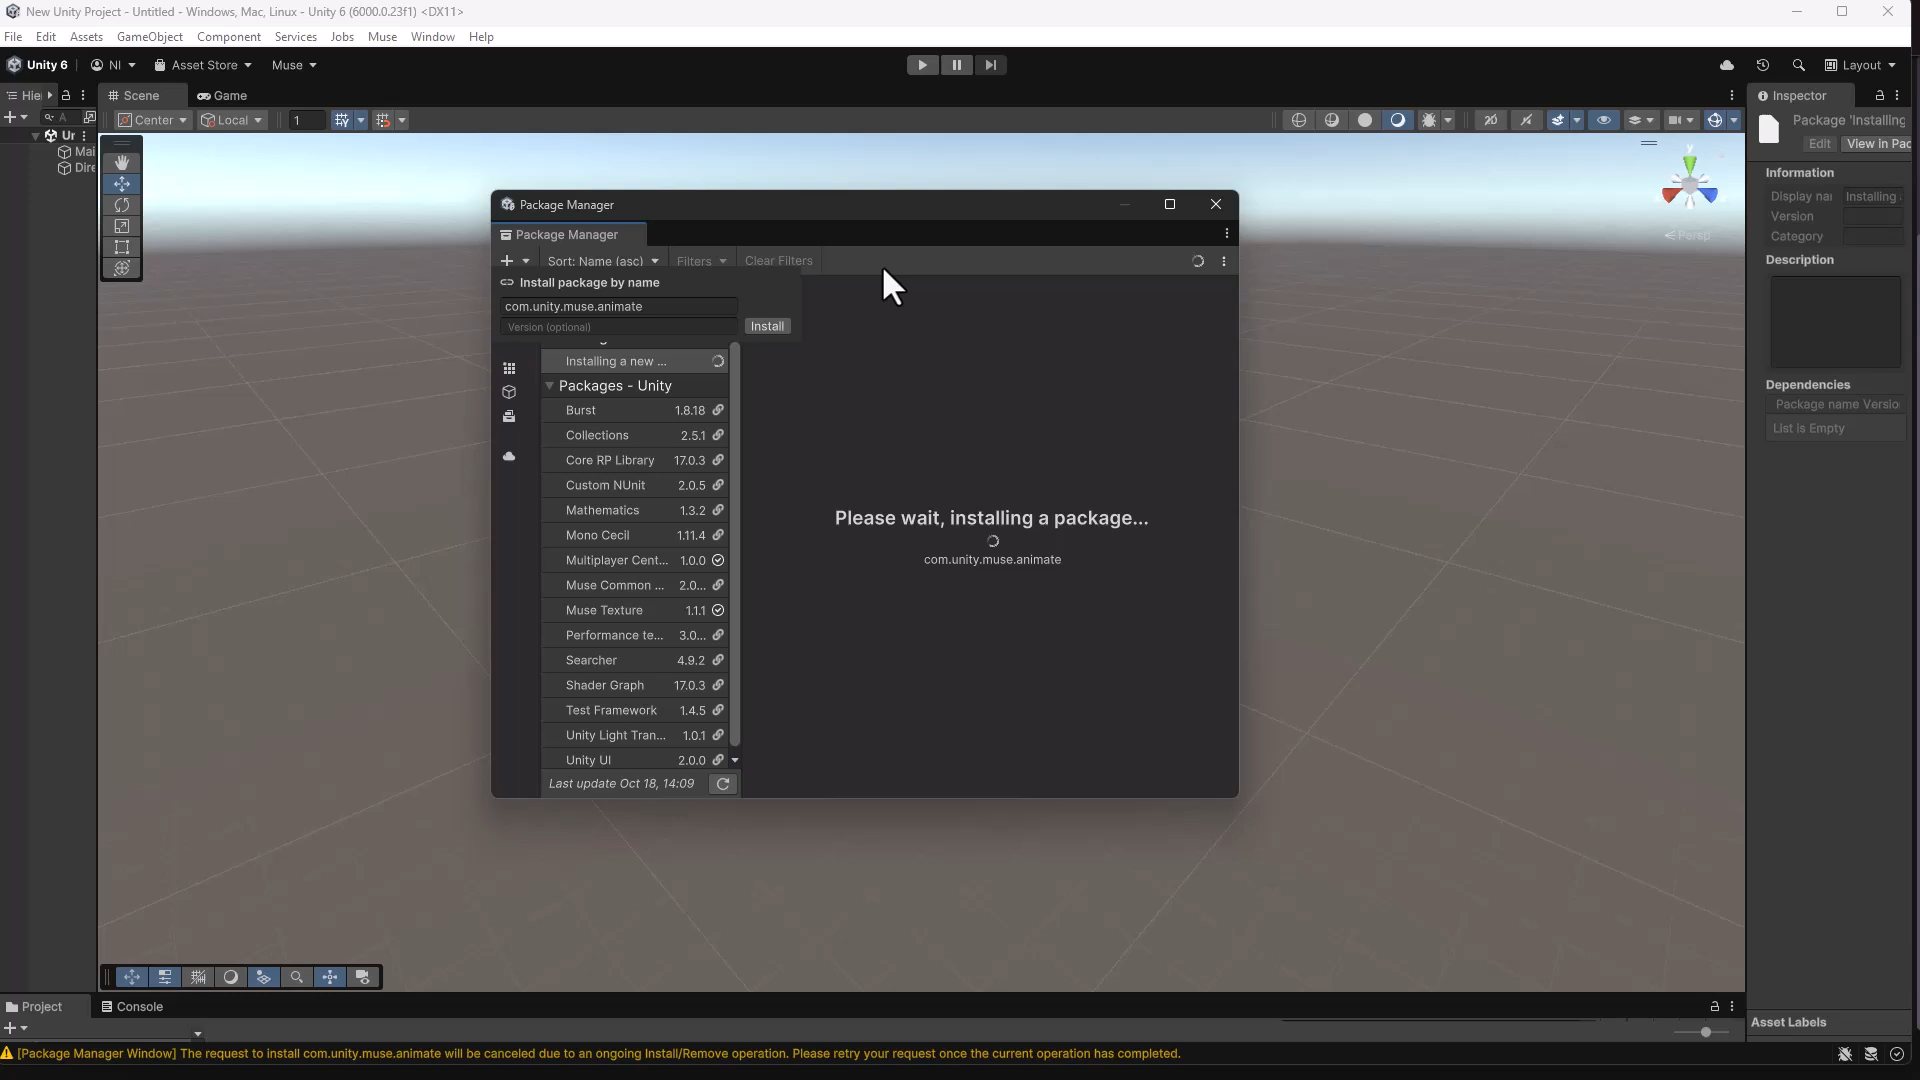 New Unity Project - Untitled - Windows, Mac, Linux - Unity 6 (6000.0.23f1) <DX11>
File Edit Assets GameObject Component Services Jobs Muse Window Help
Unity 6 NI Asset Store Muse Layout
Hie Scene Game Inspector
A Center Local 1 2D Package 'Installing
Edit View in Pac
Ur
Mai
Dire
y
Persp
Information
Display nar Installing
Version
Category
Description
Dependencies
Package name Versio
List is Empty
Package Manager
Package Manager
Sort: Name (asc) Filters Clear Filters
Install package by name
com.unity.muse.animate
Version (optional) Install
Installing a new ...
Packages - Unity
Burst 1.8.18
Collections 2.5.1
Core RP Library 17.0.3
Custom NUnit 2.0.5
Mathematics 1.3.2
Mono Cecil 1.11.4
Multiplayer Cent... 1.0.0
Muse Common ... 2.0...
Muse Texture 1.1.1
Performance te... 3.0...
Searcher 4.9.2
Shader Graph 17.0.3
Test Framework 1.4.5
Unity Light Tran... 1.0.1
Unity UI 2.0.0
Last update Oct 18, 14:09
Please wait, installing a package...
com.unity.muse.animate
Project Console
Asset Labels
[Package Manager Window] The request to install com.unity.muse.animate will be canceled due to an ongoing Install/Remove operation. Please retry your request once the current operation has completed.